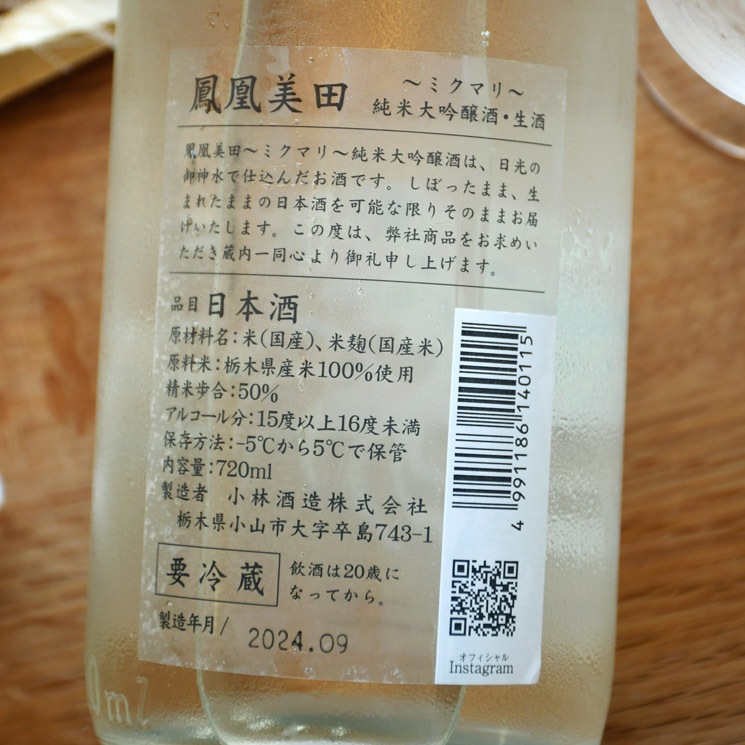 鳳凰美田
～ミクマリ～
純米大吟醸酒・生酒
鳳凰美田～ミクマリ～純米大吟醸酒は、日光の
御神水で仕込んだお酒です。しぼったまま、生
まれたままの日本酒を可能な限りそのままお届
けいたします。この度は、弊社商品をお求めい
ただき蔵内一同心より御礼申し上げます。
品目 日本酒
原材料名：米(国産)、米麹(国産米)
原料米：栃木県産米100%使用
精米歩合：50%
アルコール分：15度以上16度未満
保存方法：-5℃から5℃で保管
内容量：720ml
製造者 小林酒造株式会社
栃木県小山市大字卒島743-1
要冷蔵
飲酒は20歳に
なってから。
製造年月/ 2024.09
4991186140115
オフィシャル
Instagram
0ml